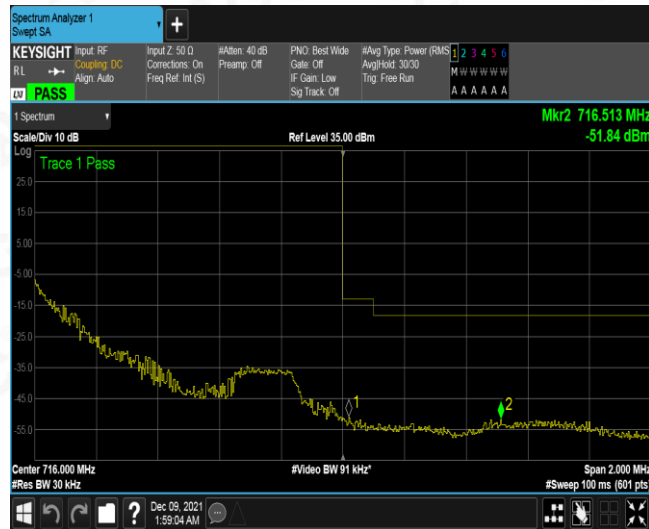 Spectrum Analyzer 1
Swept SA
+
KEYSIGHT
RL
LXI PASS
Input: RF
Coupling: DC
Align: Auto
Input Z: 50 Ω
Corrections: On
Freq Ref: Int (S)
#Atten: 40 dB
Preamp: Off
PNO: Best Wide
Gate: Off
IF Gain: Low
Sig Track: Off
#Avg Type: Power (RMS
Avg|Hold: 30/30
Trig: Free Run
1 2 3 4 5 6
M W W W W W
A A A A A A
1 Spectrum
Mkr2 716.513 MHz
Scale/Div 10 dB
Ref Level 35.00 dBm
-51.84 dBm
Log
Trace 1 Pass
25.0
15.0
5.00
-5.00
-15.0
-25.0
-35.0
-45.0
-55.0
1
2
Center 716.000 MHz
#Video BW 91 kHz*
Span 2.000 MHz
#Res BW 30 kHz
#Sweep 100 ms (601 pts)
?
Dec 09, 2021
1:59:04 AM